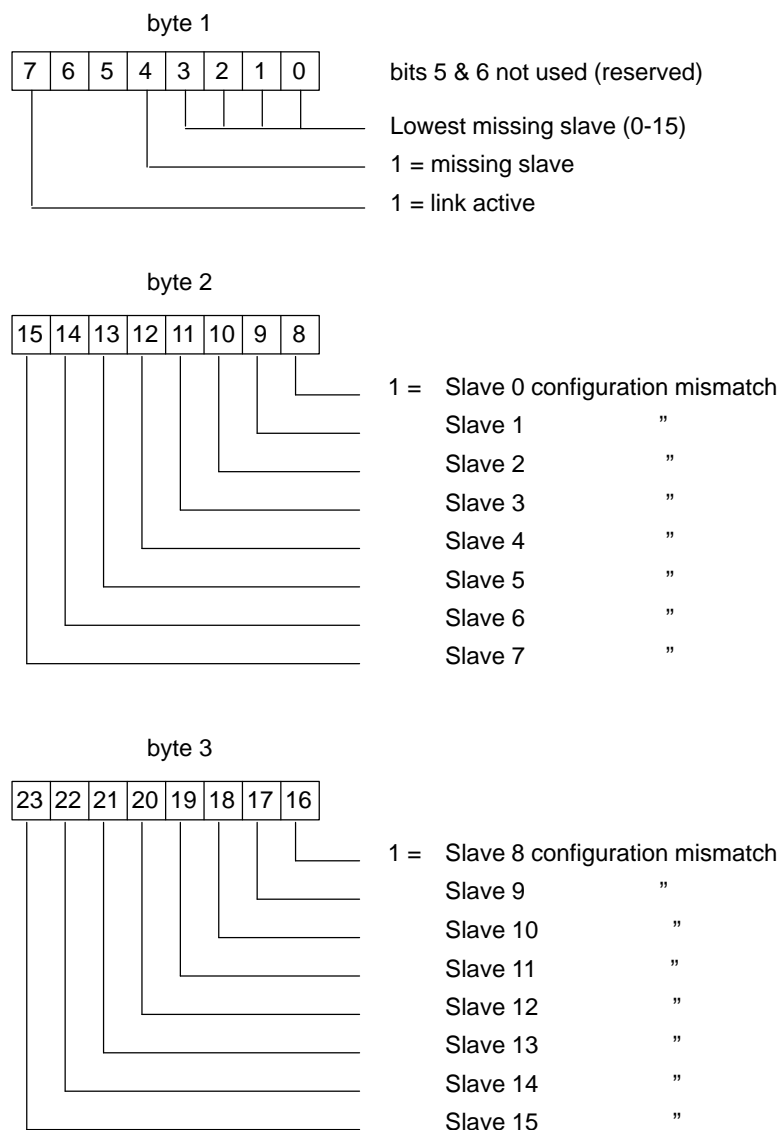 byte 1
7 6 5 4 3 2 1 0 bits 5 & 6 not used (reserved)
Lowest missing slave (0-15)
1 = missing slave
1 = link active
byte 2
15 14 13 12 11 10 9 8
1 = Slave 0 configuration mismatch
Slave 1 ”
Slave 2 ”
Slave 3 ”
Slave 4 ”
Slave 5 ”
Slave 6 ”
Slave 7 ”
byte 3
23 22 21 20 19 18 17 16
1 = Slave 8 configuration mismatch
Slave 9 ”
Slave 10 ”
Slave 11 ”
Slave 12 ”
Slave 13 ”
Slave 14 ”
Slave 15 ”